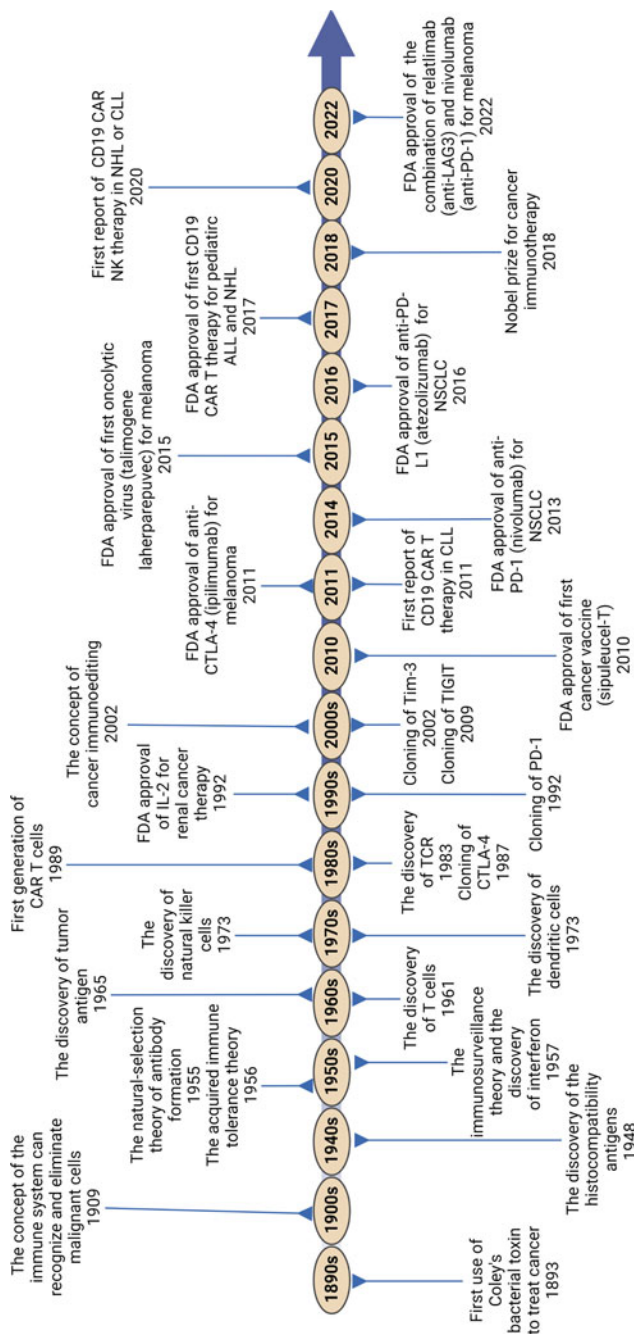 The concept of the
immune system can
recognize and eliminate
malignant cells
1909
The natural-selection
theory of antibody
formation
1955
The acquired immune
tolerance theory
1956
The discovery of tumor
antigen
1965
The
discovery of
natural killer
cells
1973
First generation of
CAR T cells
1989
FDA approval
of IL-2 for
renal cancer
therapy
1992
The concept of
cancer immunoediting
2002
FDA approval of anti-
CTLA-4 (ipilimumab) for
melanoma
2011
FDA approval of first oncolytic
virus (talimogene
laherparepuvec) for melanoma
2015
FDA approval of first CD19
CAR T therapy for pediatirc
ALL and NHL
2017
First report of CD19 CAR
NK therapy in NHL or CLL
2020
1890s
1900s
1940s
1950s
1960s
1970s
1980s
1990s
2000s
2010
2011
2014
2015
2016
2017
2018
2020
2022
First use of
Coley's
bacterial toxin
to treat cancer
1893
The discovery of the
histocompatibility
antigens
1948
The
immunosurveillance
theory and the
discovery
of interferon
1957
The discovery
of T cells
1961
The discovery of
dendritic cells
1973
The discovery
of TCR
1983
Cloning of
CTLA-4
1987
Cloning of PD-1
1992
Cloning of Tim-3
2002
Cloning of TIGIT
2009
FDA approval of first
cancer vaccine
(sipuleucel-T)
2010
First report of
CD19 CAR T
therapy in CLL
2011
FDA approval of anti-
PD-1 (nivolumab) for
NSCLC
2013
FDA approval of anti-PD-
L1 (atezolizumab) for
NSCLC
2016
Nobel prize for cancer
immunotherapy
2018
FDA approval of the
combination of relatlimab
(anti-LAG3) and nivolumab
(anti-PD-1) for melanoma
2022